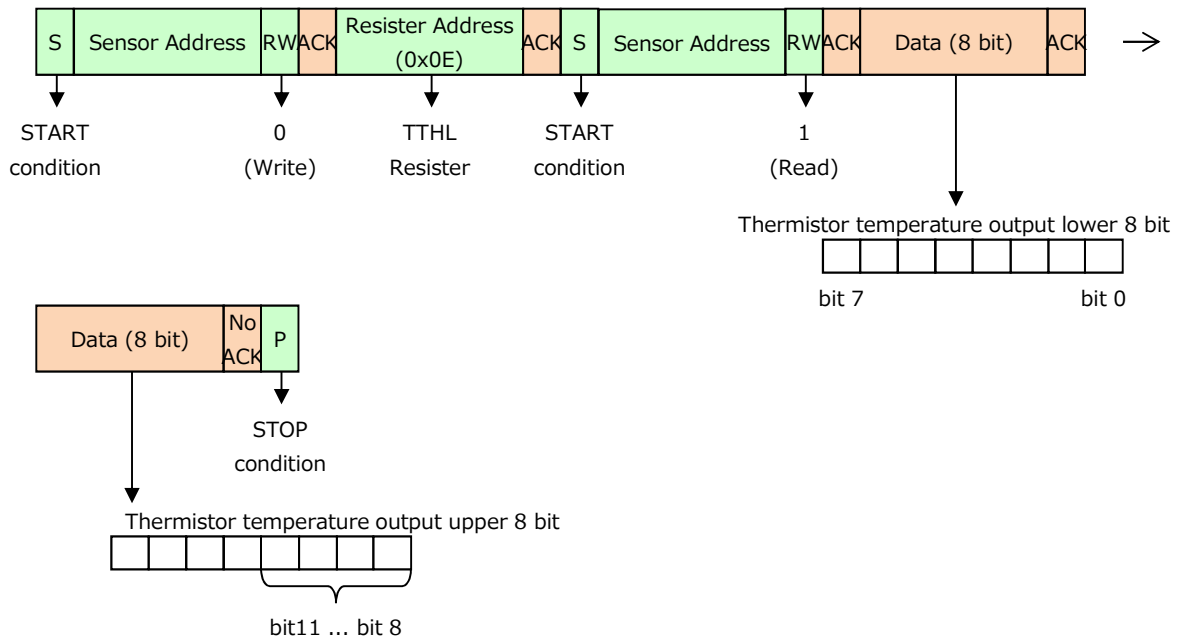 S Sensor Address RW ACK Resister Address (0x0E) ACK S Sensor Address RW ACK Data (8 bit) ACK
START condition
0 (Write)
TTHL Resister
START condition
1 (Read)
Thermistor temperature output lower 8 bit
bit 7 bit 0
Data (8 bit) No ACK P
STOP condition
Thermistor temperature output upper 8 bit
bit11 ... bit 8